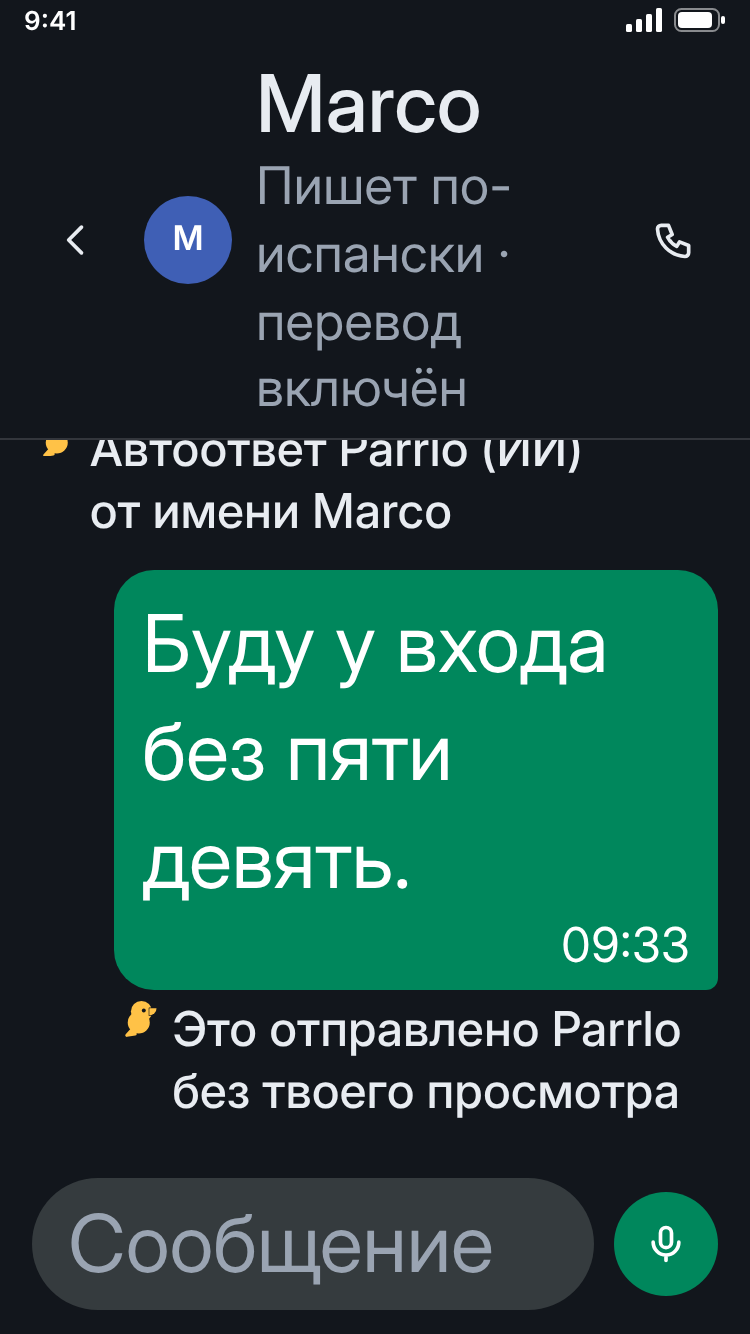 9:41
Marco
Пишет по-
испански ·
перевод
включён
M
Автоответ Parrlo (ИИ)
от имени Marco
Буду у входа
без пяти
девять.
09:33
Это отправлено Parrlo
без твоего просмотра
Сообщение